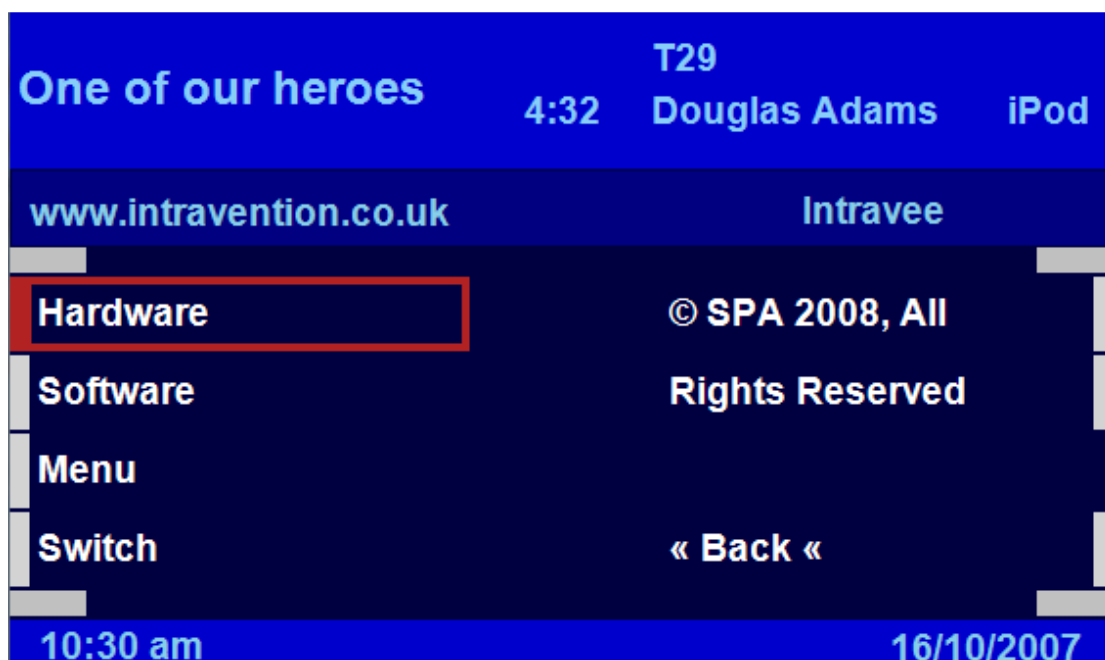 T29
One of our heroes 4:32 Douglas Adams iPod
www.intravention.co.uk Intravee
Hardware © SPA 2008, All
Software Rights Reserved
Menu
Switch « Back «
10:30 am 16/10/2007